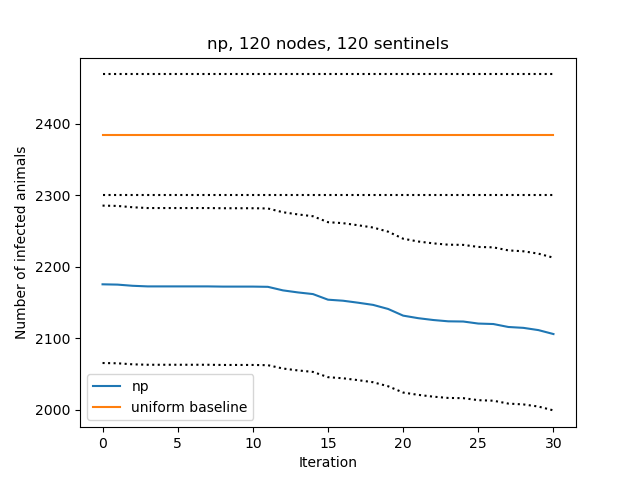 np, 120 nodes, 120 sentinels
2400
2300
2200
2100
2000
Number of infected animals
np
uniform baseline
0 5 10 15 20 25 30
Iteration